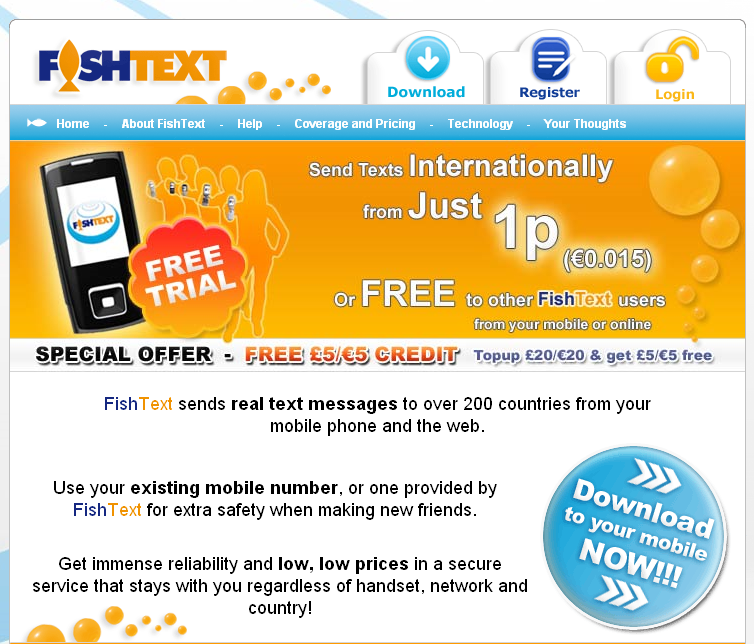 FISHTEXT
Download
Register
Login
Home - About FishText - Help - Coverage and Pricing - Technology - Your Thoughts
FISHTEXT
FREE
TRIAL
Send Texts Internationally
from Just 1p
(€0.015)
Or FREE to other FishText users
from your mobile or online
SPECIAL OFFER - FREE £5/€5 CREDIT Topup £20/€20 & get £5/€5 free
FishText sends real text messages to over 200 countries from your
mobile phone and the web.
Use your existing mobile number, or one provided by
FishText for extra safety when making new friends.
Get immense reliability and low, low prices in a secure
service that stays with you regardless of handset, network and
country!
Download
to your mobile
NOW!!!